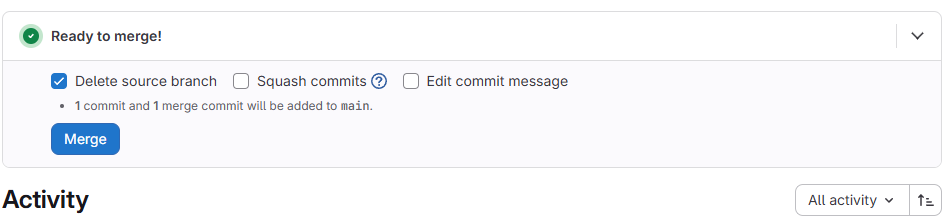 Ready to merge!
Delete source branch Squash commits ? Edit commit message
• 1 commit and 1 merge commit will be added to main.
Merge
Activity All activity